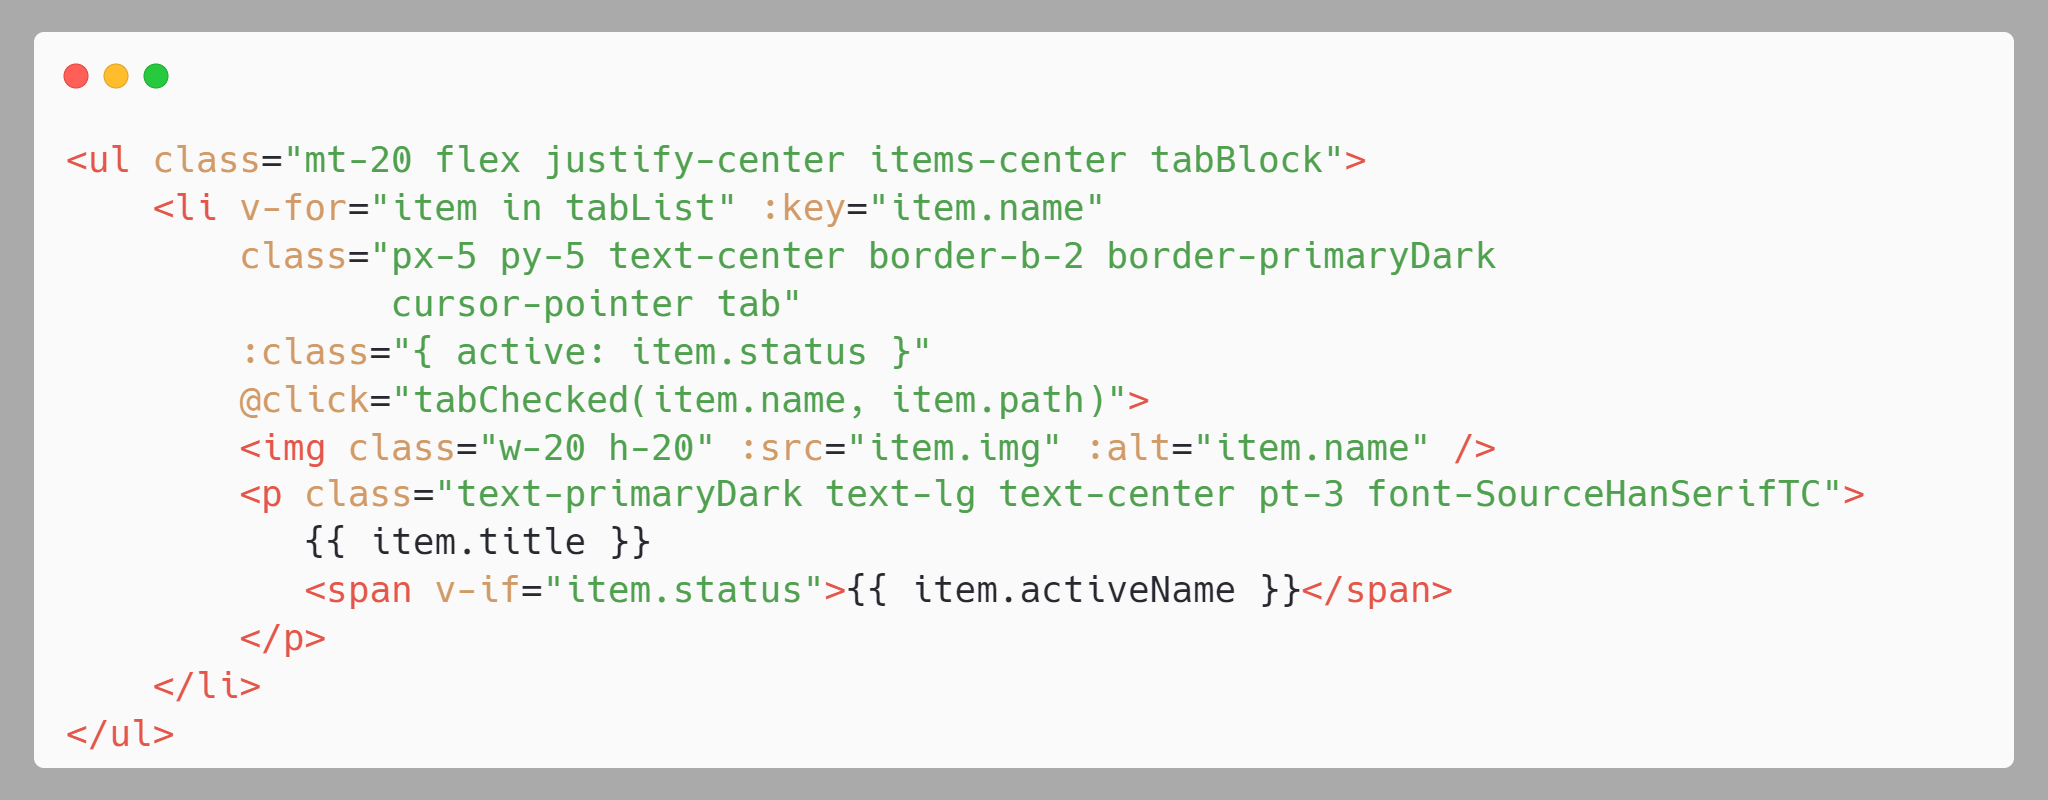 <ul class="mt-20 flex justify-center items-center tabBlock">
    <li v-for="item in tabList" :key="item.name"
        class="px-5 py-5 text-center border-b-2 border-primaryDark
               cursor-pointer tab"
        :class="{ active: item.status }"
        @click="tabChecked(item.name, item.path)">
        <img class="w-20 h-20" :src="item.img" :alt="item.name" />
        <p class="text-primaryDark text-lg text-center pt-3 font-SourceHanSerifTC">
           {{ item.title }}
           <span v-if="item.status">{{ item.activeName }}</span>
        </p>
    </li>
</ul>